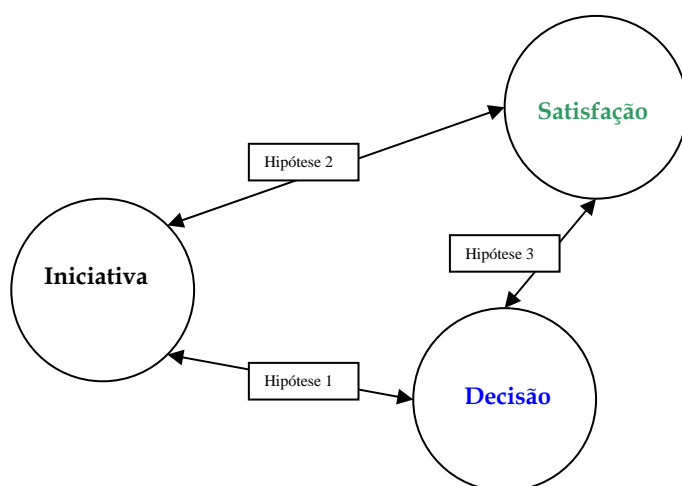 Satisfação
Hipótese 2
Hipótese 3
Iniciativa
Hipótese 1
Decisão